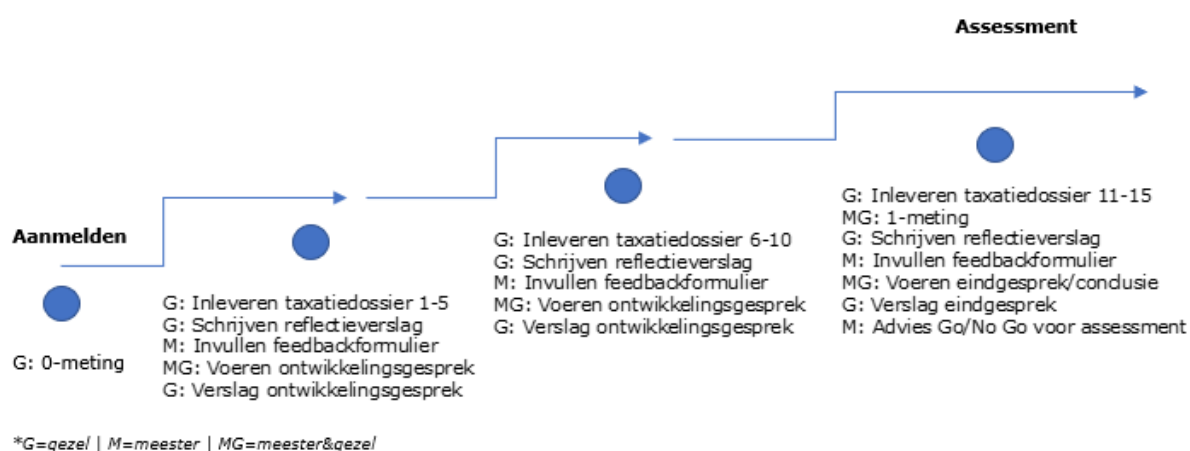 Assessment
Aanmelden
G: 0-meting
G: Inleveren taxatiedossier 1-5
G: Schrijven reflectieverslag
M: Invullen feedbackformulier
MG: Voeren ontwikkelingsgesprek
G: Verslag ontwikkelingsgesprek
G: Inleveren taxatiedossier 6-10
G: Schrijven reflectieverslag
M: Invullen feedbackformulier
MG: Voeren ontwikkelingsgesprek
G: Verslag ontwikkelingsgesprek
G: Inleveren taxatiedossier 11-15
MG: 1-meting
G: Schrijven reflectieverslag
M: Invullen feedbackformulier
MG: Voeren eindgesprek/conclusie
G: Verslag eindgesprek
M: Advies Go/No Go voor assessment
*G=gezel | M=meester | MG=meester&gezel